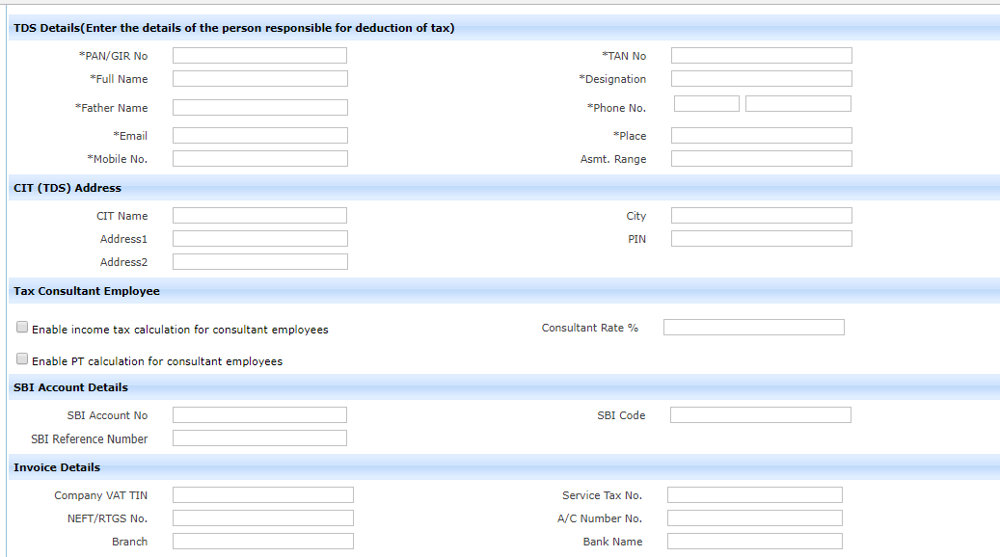 TDS Details(Enter the details of the person responsible for deduction of tax)
*PAN/GIR No *TAN No
*Full Name *Designation
*Father Name *Phone No.
*Email *Place
*Mobile No. Asmt. Range
CIT (TDS) Address
CIT Name City
Address1 PIN
Address2
Tax Consultant Employee
Enable income tax calculation for consultant employees Consultant Rate %
Enable PT calculation for consultant employees
SBI Account Details
SBI Account No SBI Code
SBI Reference Number
Invoice Details
Company VAT TIN Service Tax No.
NEFT/RTGS No. A/C Number No.
Branch Bank Name